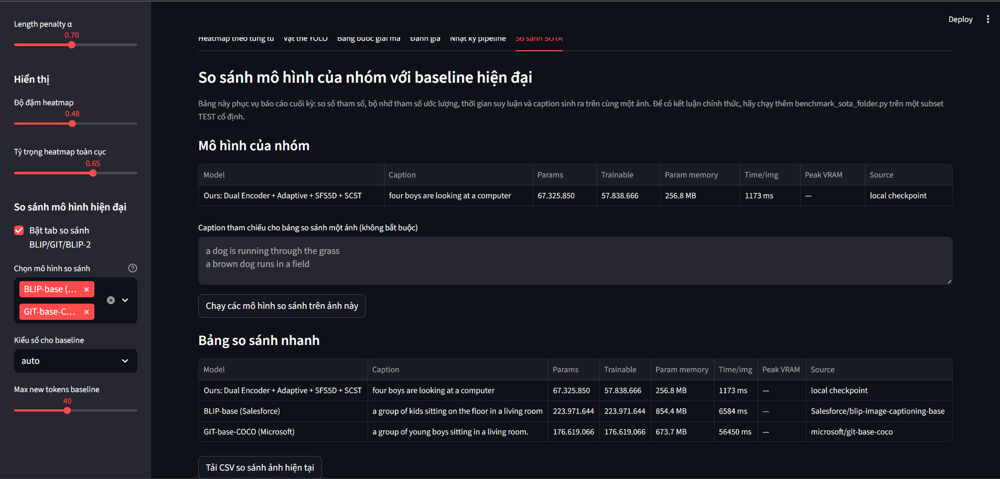 Length penalty α
0.70
Hiển thị
Độ đậm heatmap
0.48
Tỷ trọng heatmap toàn cục
0.65
So sánh mô hình hiện đại
Bật tab so sánh
BLIP/GIT/BLIP-2
Chọn mô hình so sánh
BLIP-base (...
GIT-base-C...
Kiểu số cho baseline
auto
Max new tokens baseline
40
Deploy
Heatmap theo từng từ Vật thể YOLO Bảng bước giải mã Đánh giá Nhật ký pipeline So sánh SOTA
So sánh mô hình của nhóm với baseline hiện đại
Bảng này phục vụ báo cáo cuối kỳ: so số tham số, bộ nhớ tham số ước lượng, thời gian suy luận và caption sinh ra trên cùng một ảnh. Để có kết luận chính thức, hãy chạy thêm benchmark_sota_folder.py trên một subset
TEST cố định.
Mô hình của nhóm
Model Caption Params Trainable Param memory Time/img Peak VRAM Source
Ours: Dual Encoder + Adaptive + SFS5D + SCST four boys are looking at a computer 67.325.850 57.838.666 256.8 MB 1173 ms — local checkpoint
Caption tham chiếu cho bảng so sánh một ảnh (không bắt buộc)
a dog is running through the grass
a brown dog runs in a field
Chạy các mô hình so sánh trên ảnh này
Bảng so sánh nhanh
Model Caption Params Trainable Param memory Time/img Peak VRAM Source
Ours: Dual Encoder + Adaptive + SFS5D + SCST four boys are looking at a computer 67.325.850 57.838.666 256.8 MB 1173 ms — local checkpoint
BLIP-base (Salesforce) a group of kids sitting on the floor in a living room 223.971.644 223.971.644 854.4 MB 6584 ms — Salesforce/blip-image-captioning-base
GIT-base-COCO (Microsoft) a group of young boys sitting in a living room. 176.619.066 176.619.066 673.7 MB 56450 ms — microsoft/git-base-coco
Tải CSV so sánh ảnh hiện tại